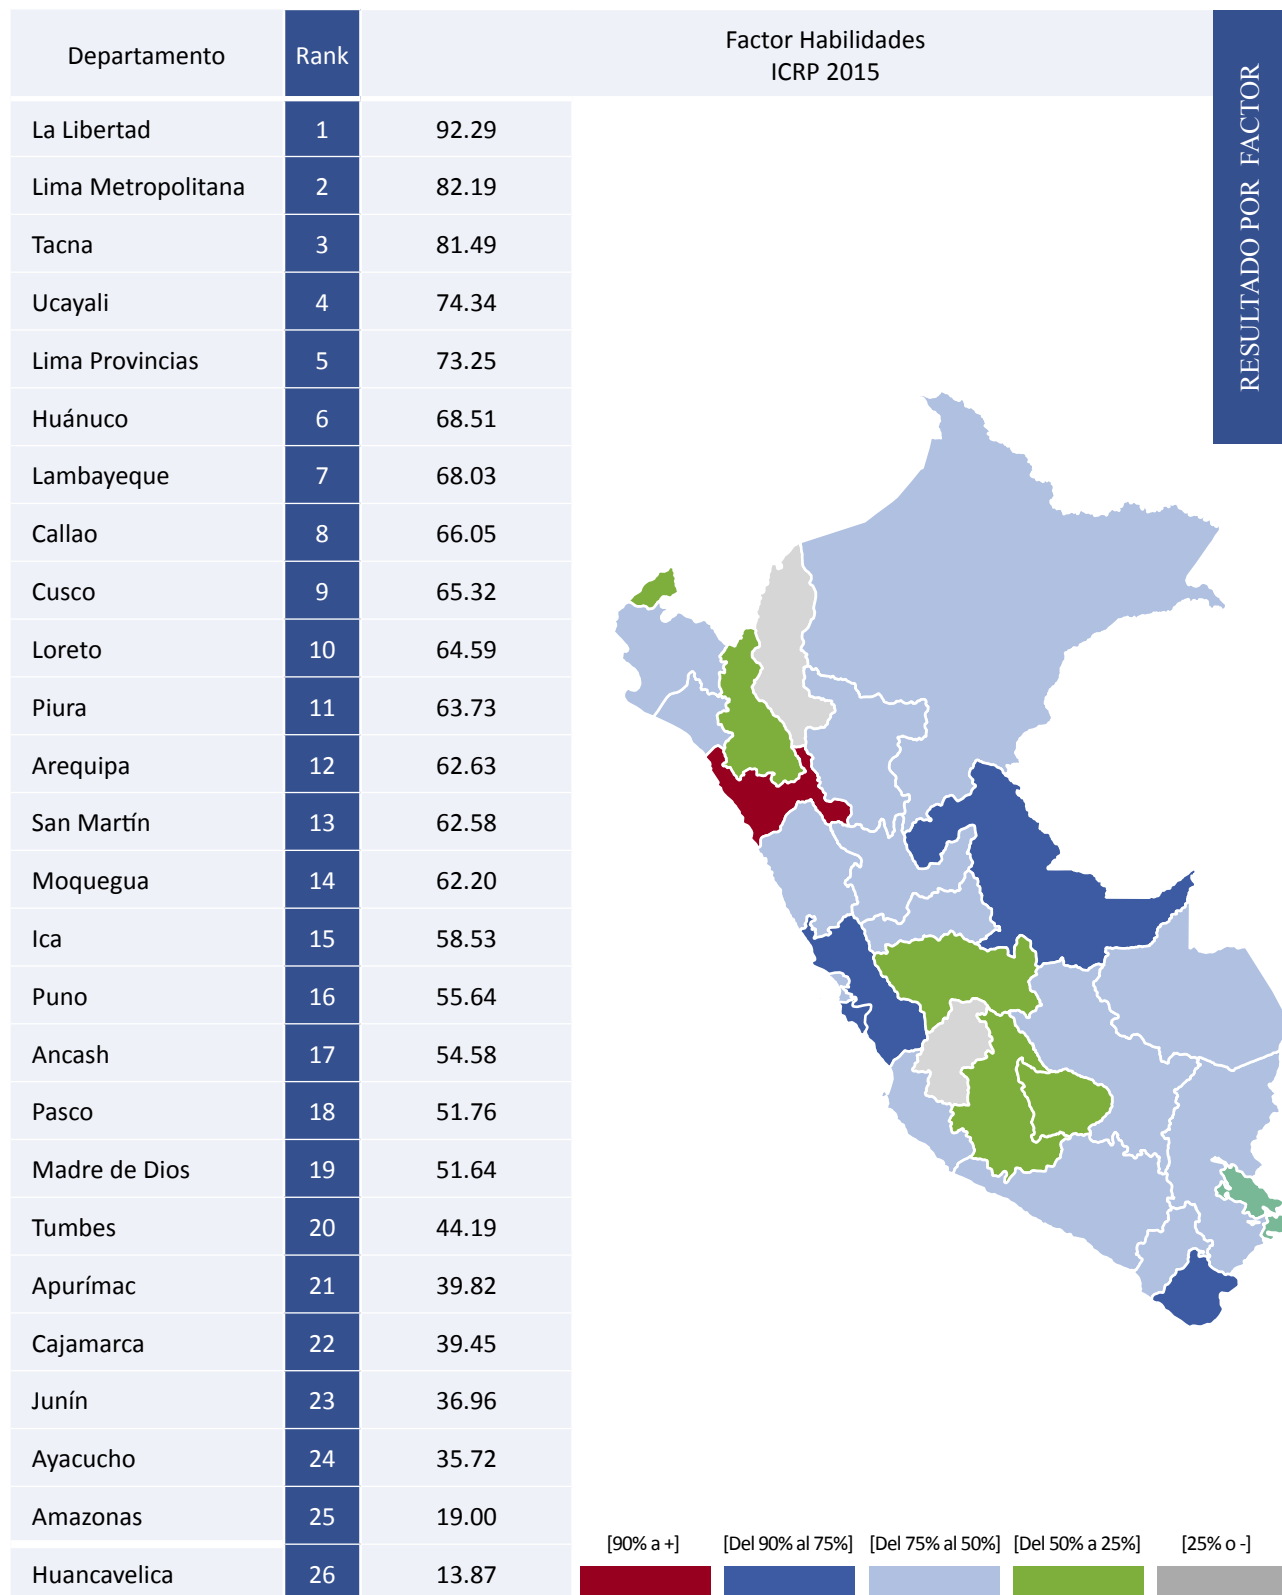 Departamento Rank Factor Habilidades
ICRP 2015
RESULTADO POR FACTOR
La Libertad 1 92.29
Lima Metropolitana 2 82.19
Tacna 3 81.49
Ucayali 4 74.34
Lima Provincias 5 73.25
Huánuco 6 68.51
Lambayeque 7 68.03
Callao 8 66.05
Cusco 9 65.32
Loreto 10 64.59
Piura 11 63.73
Arequipa 12 62.63
San Martín 13 62.58
Moquegua 14 62.20
Ica 15 58.53
Puno 16 55.64
Ancash 17 54.58
Pasco 18 51.76
Madre de Dios 19 51.64
Tumbes 20 44.19
Apurímac 21 39.82
Cajamarca 22 39.45
Junín 23 36.96
Ayacucho 24 35.72
Amazonas 25 19.00
Huancavelica 26 13.87
[90% a +] [Del 90% al 75%] [Del 75% al 50%] [Del 50% a 25%] [25% o -]